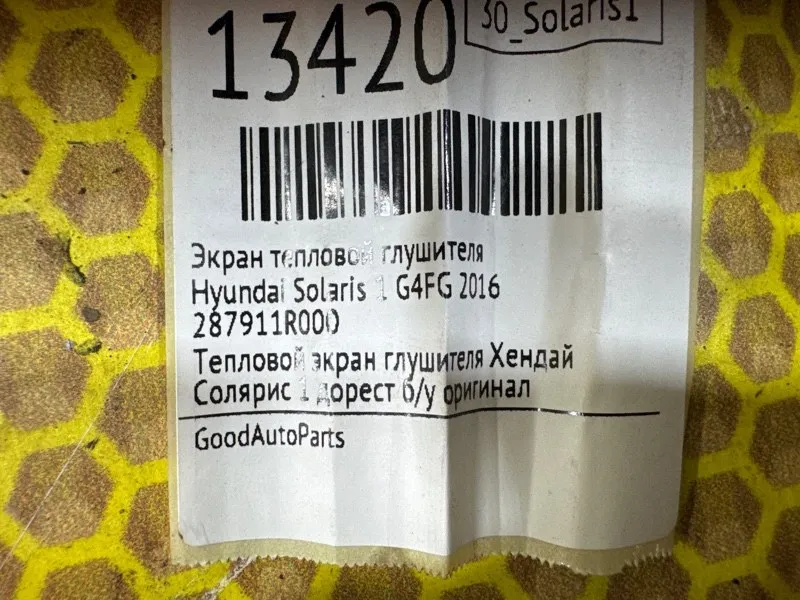 30_Solaris1
13420
Экран тепловой глушителя
Hyundai Solaris 1 G4FG 2016
287911R000
Тепловой экран глушителя Хендай
Солярис 1 дорест б/у оригинал
GoodAutoParts